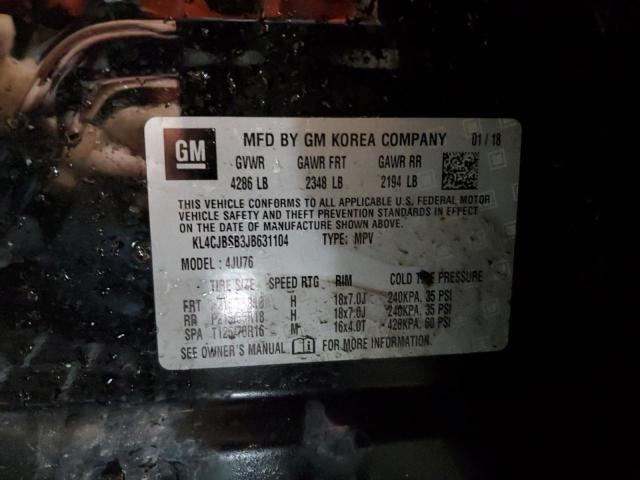 GM
MFD BY GM KOREA COMPANY 01 / 18
GVWR GAWR FRT GAWR RR
4286 LB 2348 LB 2194 LB
THIS VEHICLE CONFORMS TO ALL APPLICABLE U.S. FEDERAL MOTOR
VEHICLE SAFETY AND THEFT PREVENTION STANDARDS IN EFFECT
ON THE DATE OF MANUFACTURE SHOWN ABOVE.
KL4CJBSB3JB631104 TYPE: MPV
MODEL: 4JU76
TIRE SIZE SPEED RTG RIM COLD TIRE PRESSURE
FRT H 18x7.0J 240KPA, 35 PSI
RR H 18x7.0J 240KPA, 35 PSI
SPA T125/70R16 M 16x4.0T 420KPA, 60 PSI
SEE OWNER'S MANUAL FOR MORE INFORMATION.